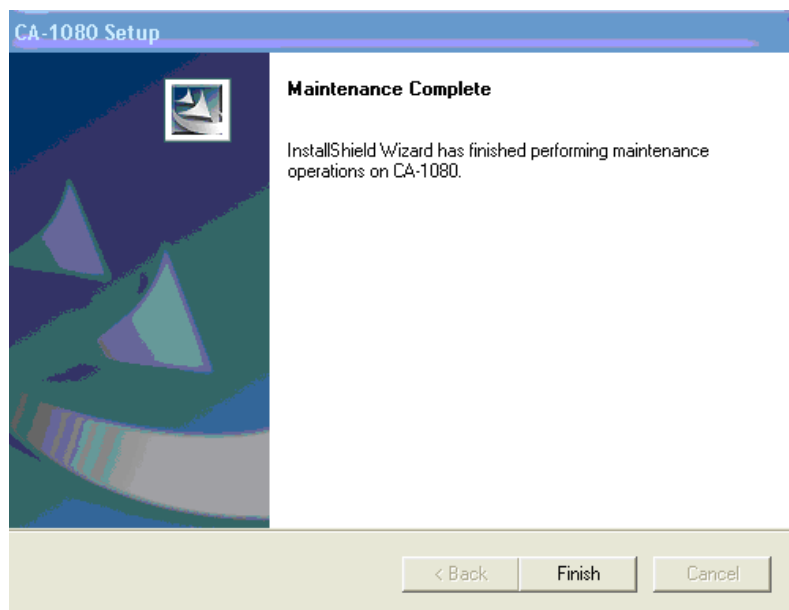 CA-1080 Setup
Maintenance Complete
InstallShield Wizard has finished performing maintenance
operations on CA-1080.
< Back Finish Cancel